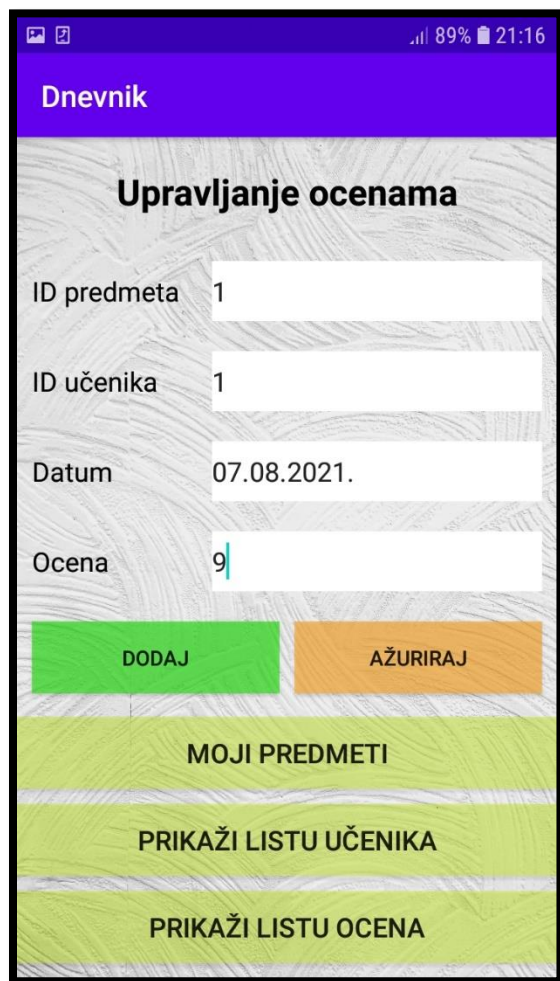 89% 21:16
Dnevnik
Upravljanje ocenama
ID predmeta 1
ID učenika 1
Datum 07.08.2021.
Ocena 9
DODAJ AŽURIRAJ
MOJI PREDMETI
PRIKAŽI LISTU UČENIKA
PRIKAŽI LISTU OCENA